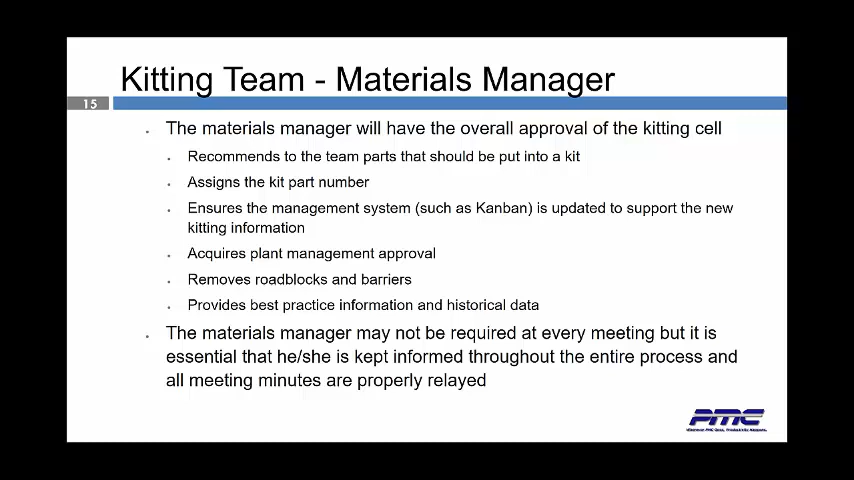 Kitting Team - Materials Manager
15
The materials manager will have the overall approval of the kitting cell
Recommends to the team parts that should be put into a kit
Assigns the kit part number
Ensures the management system (such as Kanban) is updated to support the new
kitting information
Acquires plant management approval
Removes roadblocks and barriers
Provides best practice information and historical data
The materials manager may not be required at every meeting but it is
essential that he/she is kept informed throughout the entire process and
all meeting minutes are properly relayed
PMC